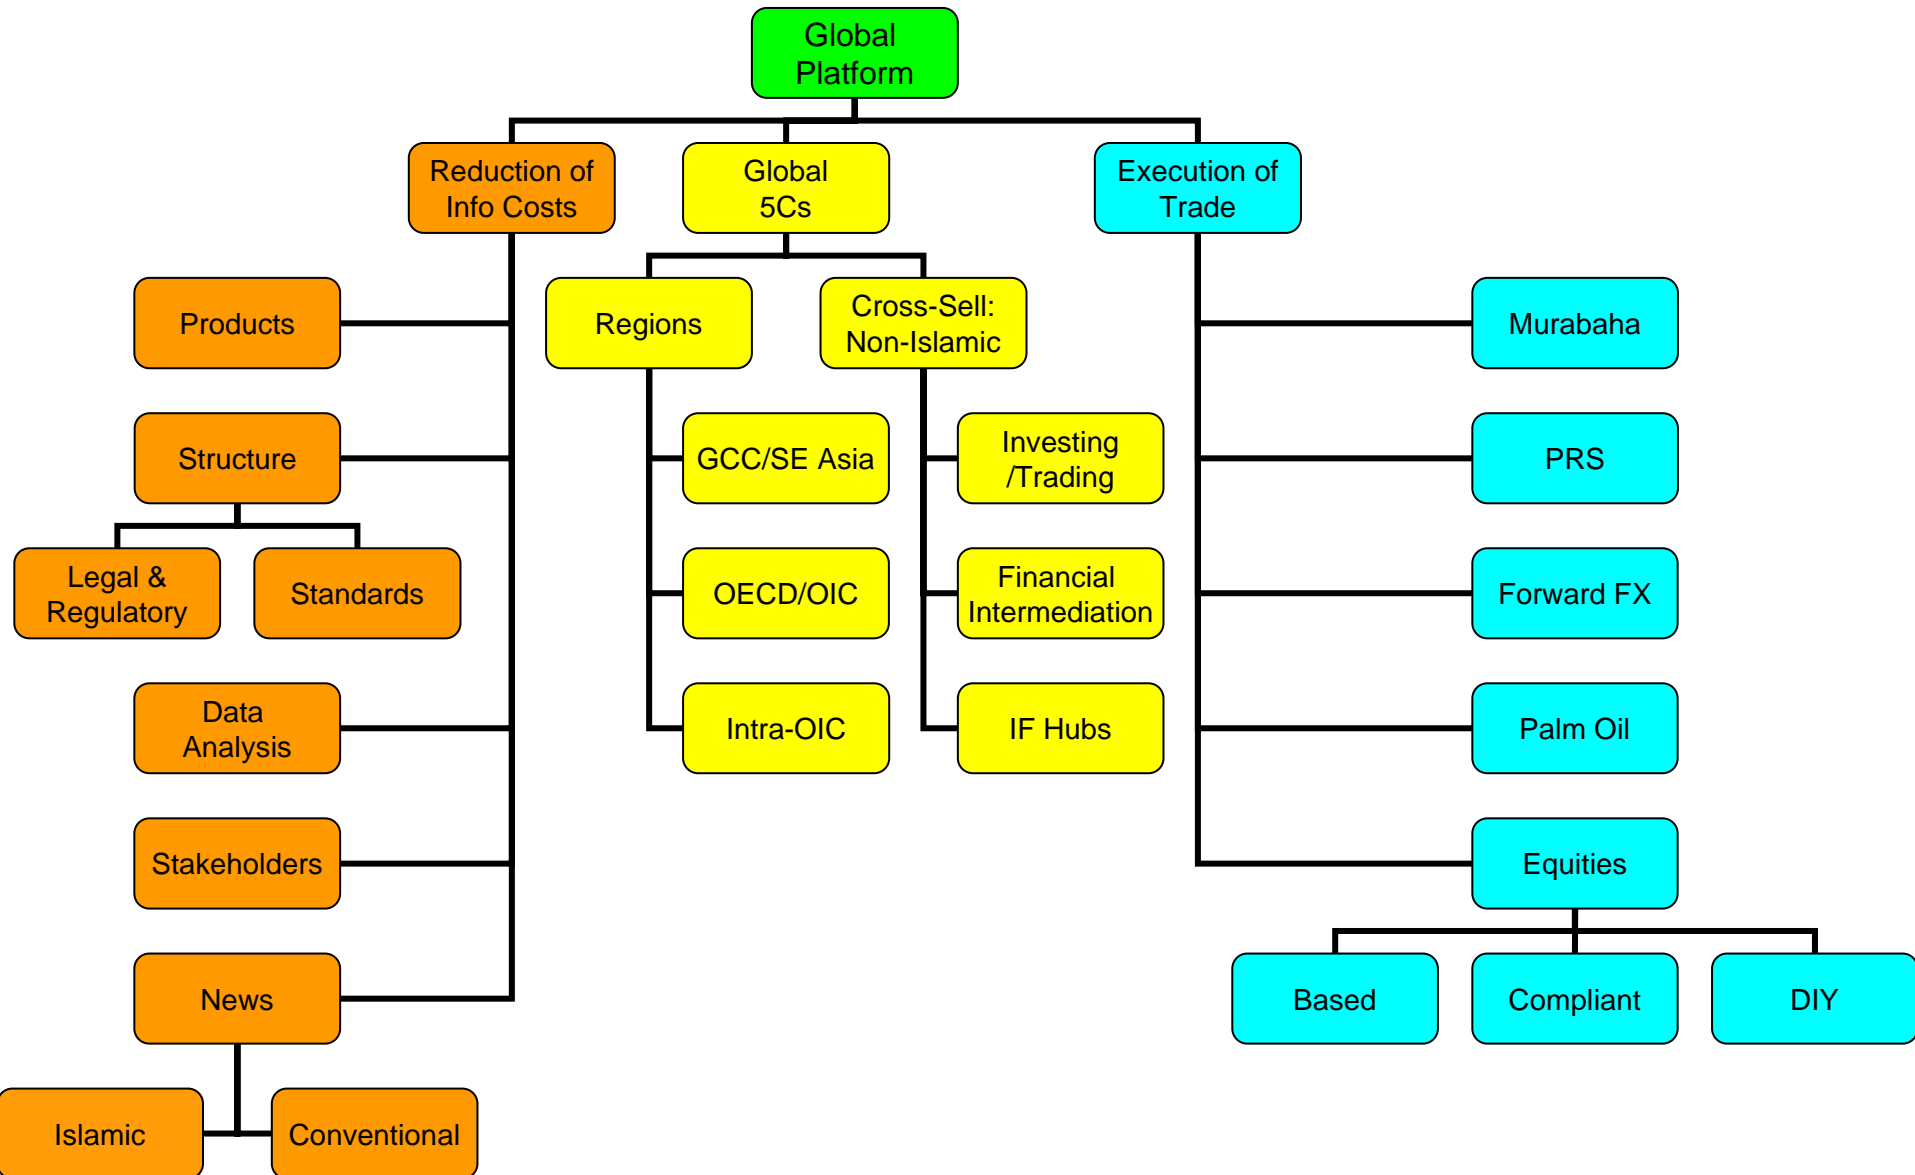 Global
Platform
Reduction of
Info Costs
Global
5Cs
Execution of
Trade
Products
Regions
Cross-Sell:
Non-Islamic
Murabaha
Structure
GCC/SE Asia
Investing
/Trading
PRS
Legal &
Regulatory
Standards
OECD/OIC
Financial
Intermediation
Forward FX
Data
Analysis
Intra-OIC
IF Hubs
Palm Oil
Stakeholders
Equities
News
Based
Compliant
DIY
Islamic
Conventional